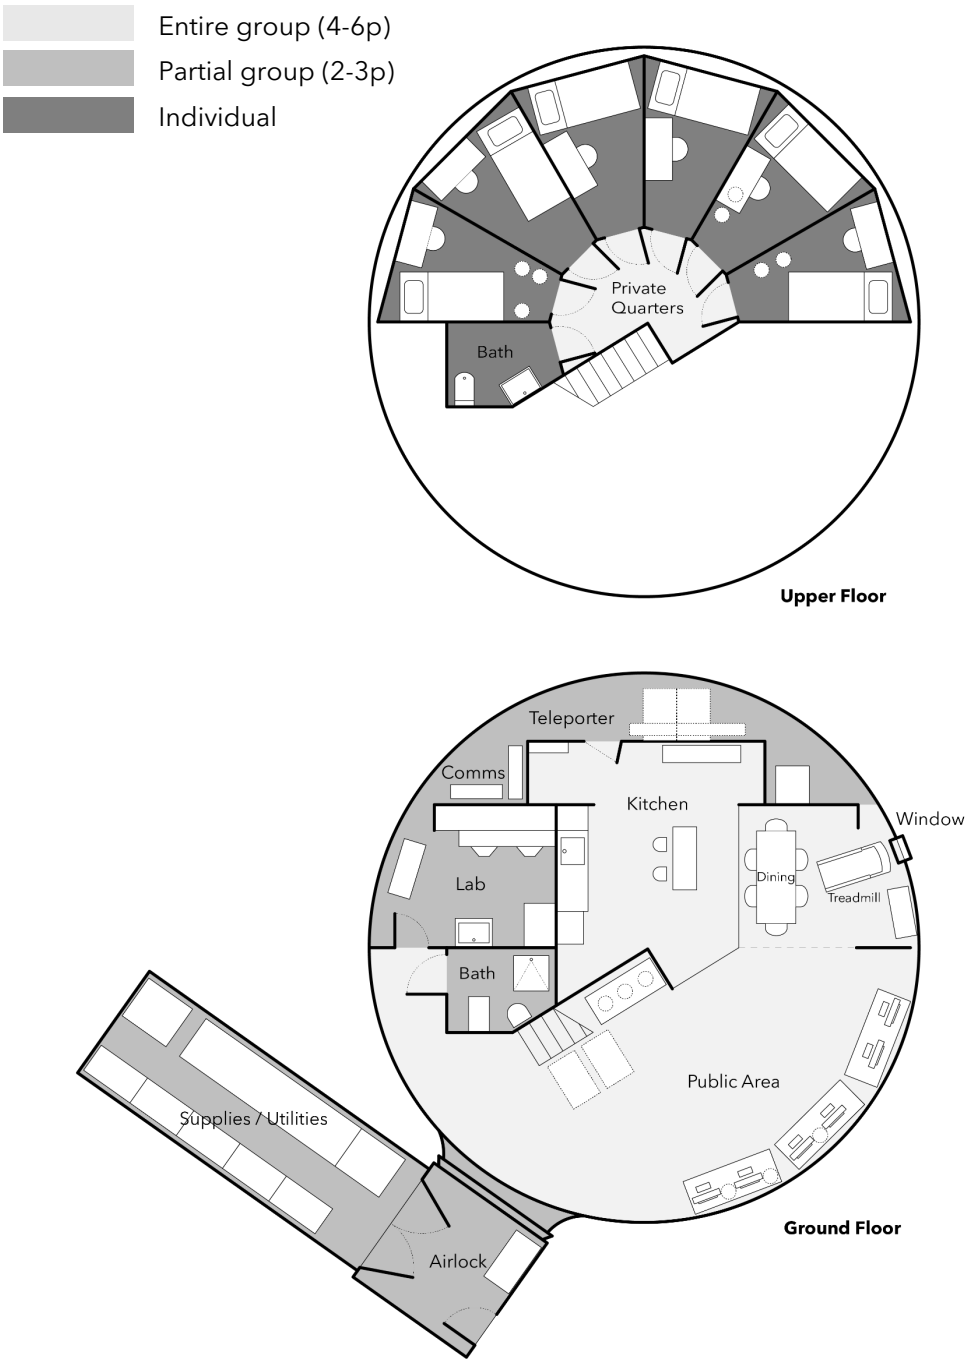 Entire group (4-6p)
Partial group (2-3p)
Individual
Private
Quarters
Bath
Upper Floor
Teleporter
Comms
Kitchen
Window
Lab
Dining
Treadmill
Bath
Public Area
Supplies / Utilities
Ground Floor
Airlock